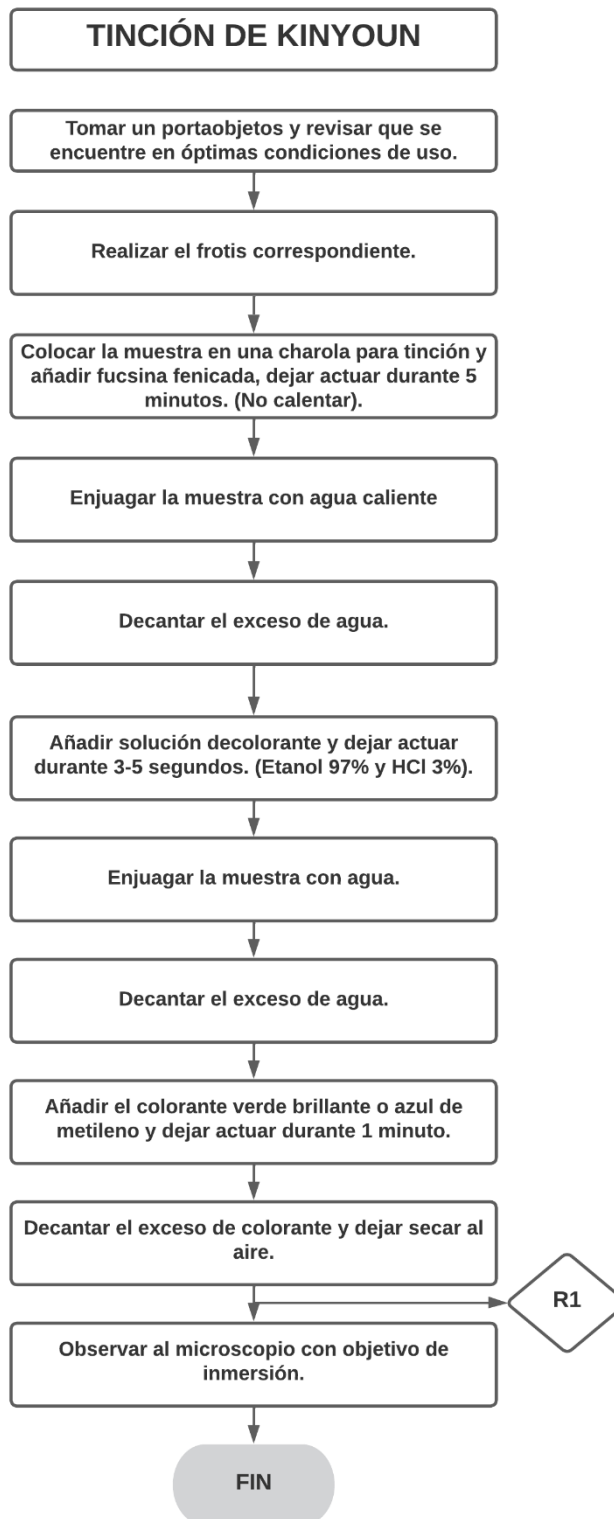 TINCIÓN DE KINYOUN
Tomar un portaobjetos y revisar que se
encuentre en óptimas condiciones de uso.
Realizar el frotis correspondiente.
Colocar la muestra en una charola para tinción y
añadir fucsina fenicada, dejar actuar durante 5
minutos. (No calentar).
Enjuagar la muestra con agua caliente
Decantar el exceso de agua.
Añadir solución decolorante y dejar actuar
durante 3-5 segundos. (Etanol 97% y HCl 3%).
Enjuagar la muestra con agua.
Decantar el exceso de agua.
Añadir el colorante verde brillante o azul de
metileno y dejar actuar durante 1 minuto.
Decantar el exceso de colorante y dejar secar al
aire.
R1
Observar al microscopio con objetivo de
inmersión.
FIN